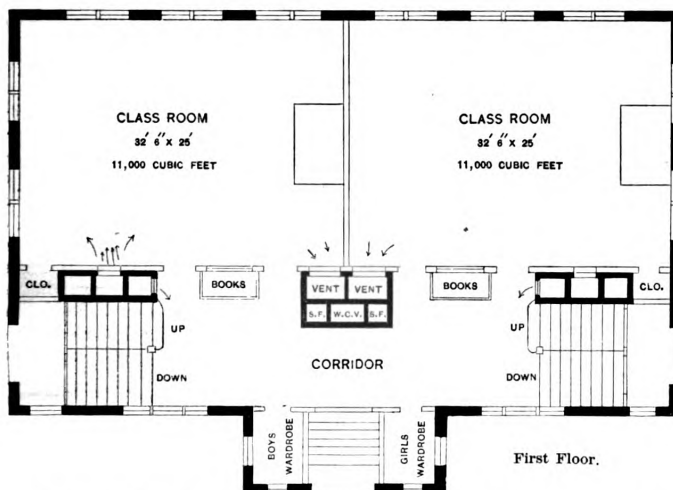 CLASS ROOM
32' 6" X 25'
11,000 CUBIC FEET
CLASS ROOM
32' 6" X 25'
11,000 CUBIC FEET
CLO.
BOOKS
VENT
VENT
BOOKS
CLO.
S.F.
W.C.V.
S.F.
UP
UP
CORRIDOR
DOWN
DOWN
BOYS
WARDROBE
GIRLS
WARDROBE
First Floor.